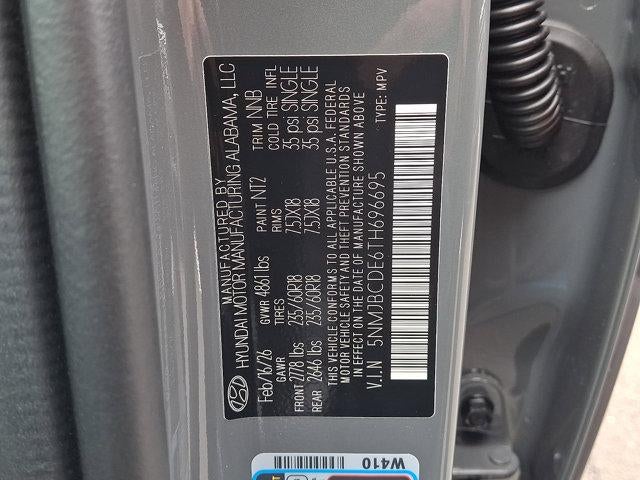 MANUFACTURED BY
HYUNDAI MOTOR MANUFACTURING ALABAMA, LLC
Feb/16/26 GVWR 4861 lbs PAINT NT2 TRIM NNB
GAWR TIRES RIMS COLD TIRE INFL
FRONT 2778 lbs 235/60R18 7.5JX18 35 psi SINGLE
REAR 2646 lbs 235/60R18 7.5JX18 35 psi SINGLE
THIS VEHICLE CONFORMS TO ALL APPLICABLE U.S.A. FEDERAL
MOTOR VEHICLE SAFETY AND THEFT PREVENTION STANDARDS
IN EFFECT ON THE DATE OF MANUFACTURE SHOWN ABOVE
V.I.N 5NMJBCDE6TH696695 TYPE: MPV
W410